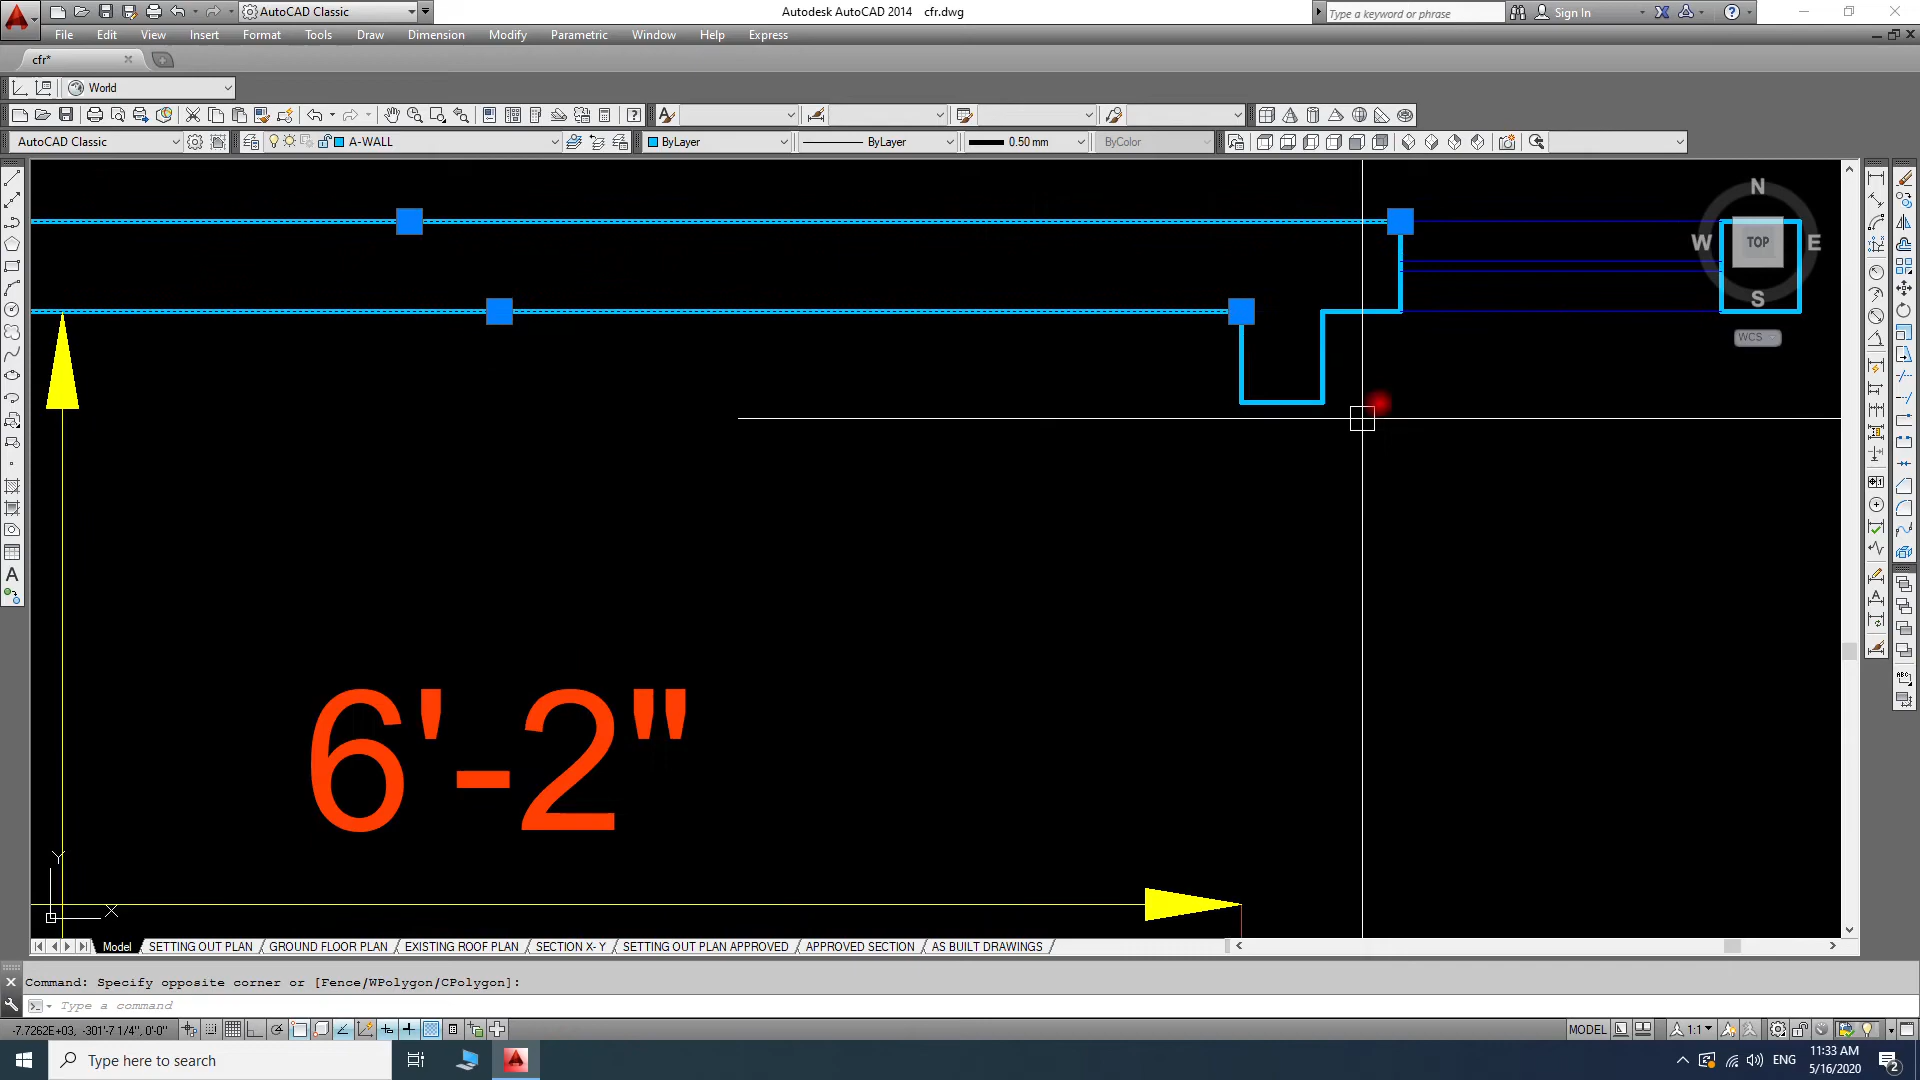 AutoCAD Classic
Autodesk AutoCAD 2014 cfr.dwg
Type a keyword or phrase
Sign In
File Edit View Insert Format Tools Draw Dimension Modify Parametric Window Help Express
cfr*
World
AutoCAD Classic
A-WALL
ByLayer
ByLayer
0.50 mm
ByColor
N
W TOP E
S
WCS
6'-2"
Y
X
Model SETTING OUT PLAN GROUND FLOOR PLAN EXISTING ROOF PLAN SECTION X- Y SETTING OUT PLAN APPROVED APPROVED SECTION AS BUILT DRAWINGS
Command: Specify opposite corner or [Fence/WPolygon/CPolygon]:
Type a command
-7.7262E+03, -301'-7 1/4", 0'-0"
MODEL
1:1
Type here to search
ENG
11:33 AM
5/16/2020
2